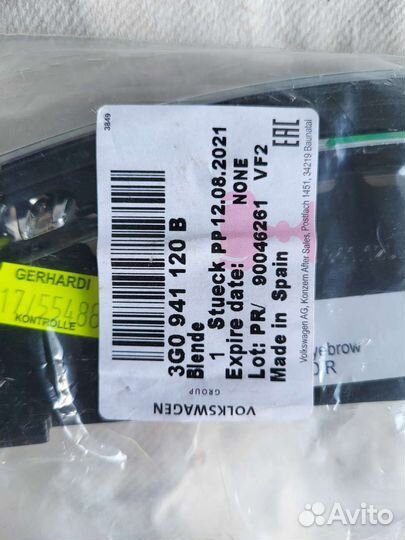 3849
EAC
3G0 941 120 B
Blende
1 Stueck PP 12.08.2021
Expire date: NONE
Lot: PR/ 90046261 VF2
Made in Spain
Volkswagen AG, Konzern After Sales, Postfach 1451, 34219 Baunatal
VOLKSWAGEN
GROUP
GERHARDI
17/55486
KONTROLLE
yebrow
R
Avito